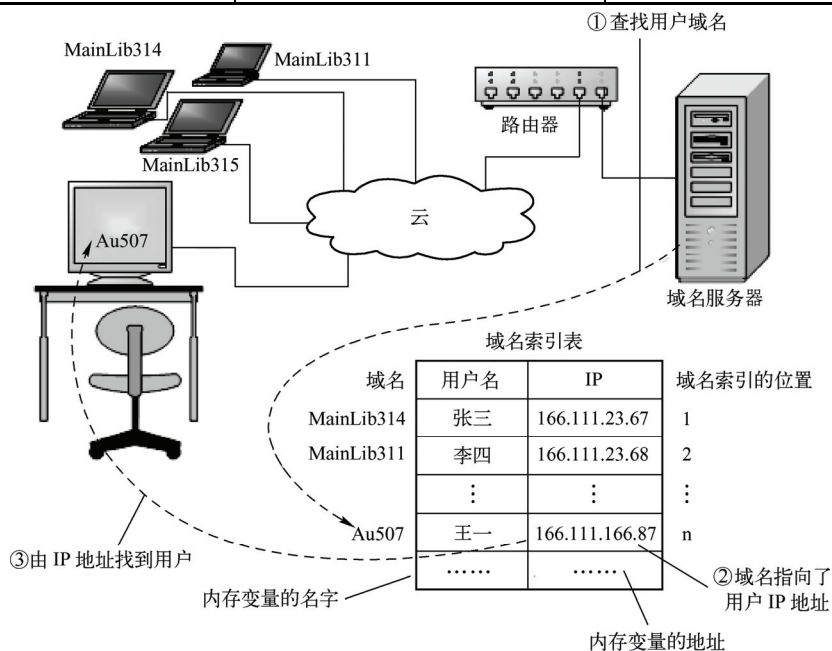 ①查找用户域名
MainLib314
MainLib311
路由器
MainLib315
云
Au507
域名服务器
域名索引表
域名 用户名 IP 域名索引的位置
MainLib314 张三 166.111.23.67 1
MainLib311 李四 166.111.23.68 2
⋮ ⋮ ⋮
Au507 王一 166.111.166.87 n
…… ……
③由 IP 地址找到用户
②域名指向了
用户 IP 地址
内存变量的名字
内存变量的地址